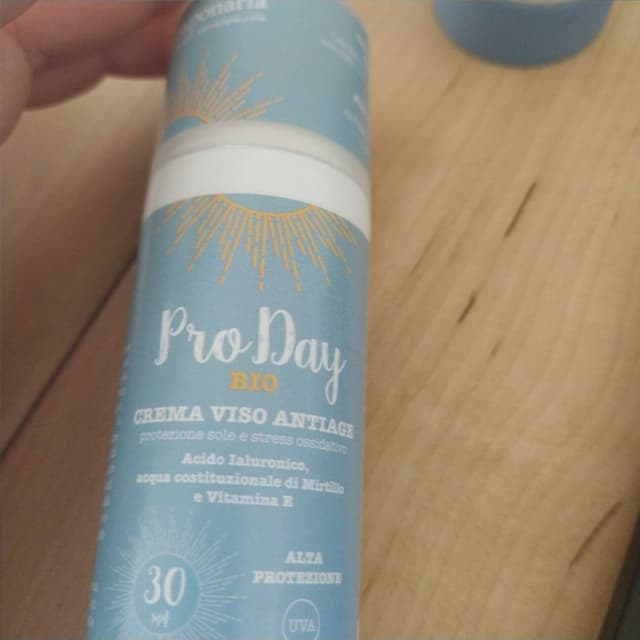 Pro Day
BIO
CREMA VISO ANTIAGE
protezione sole e stress ossidativo
Acido Ialuronico,
acqua costituzionale di Mirtillo
e Vitamina E
30
spf
ALTA
PROTEZIONE
UVA